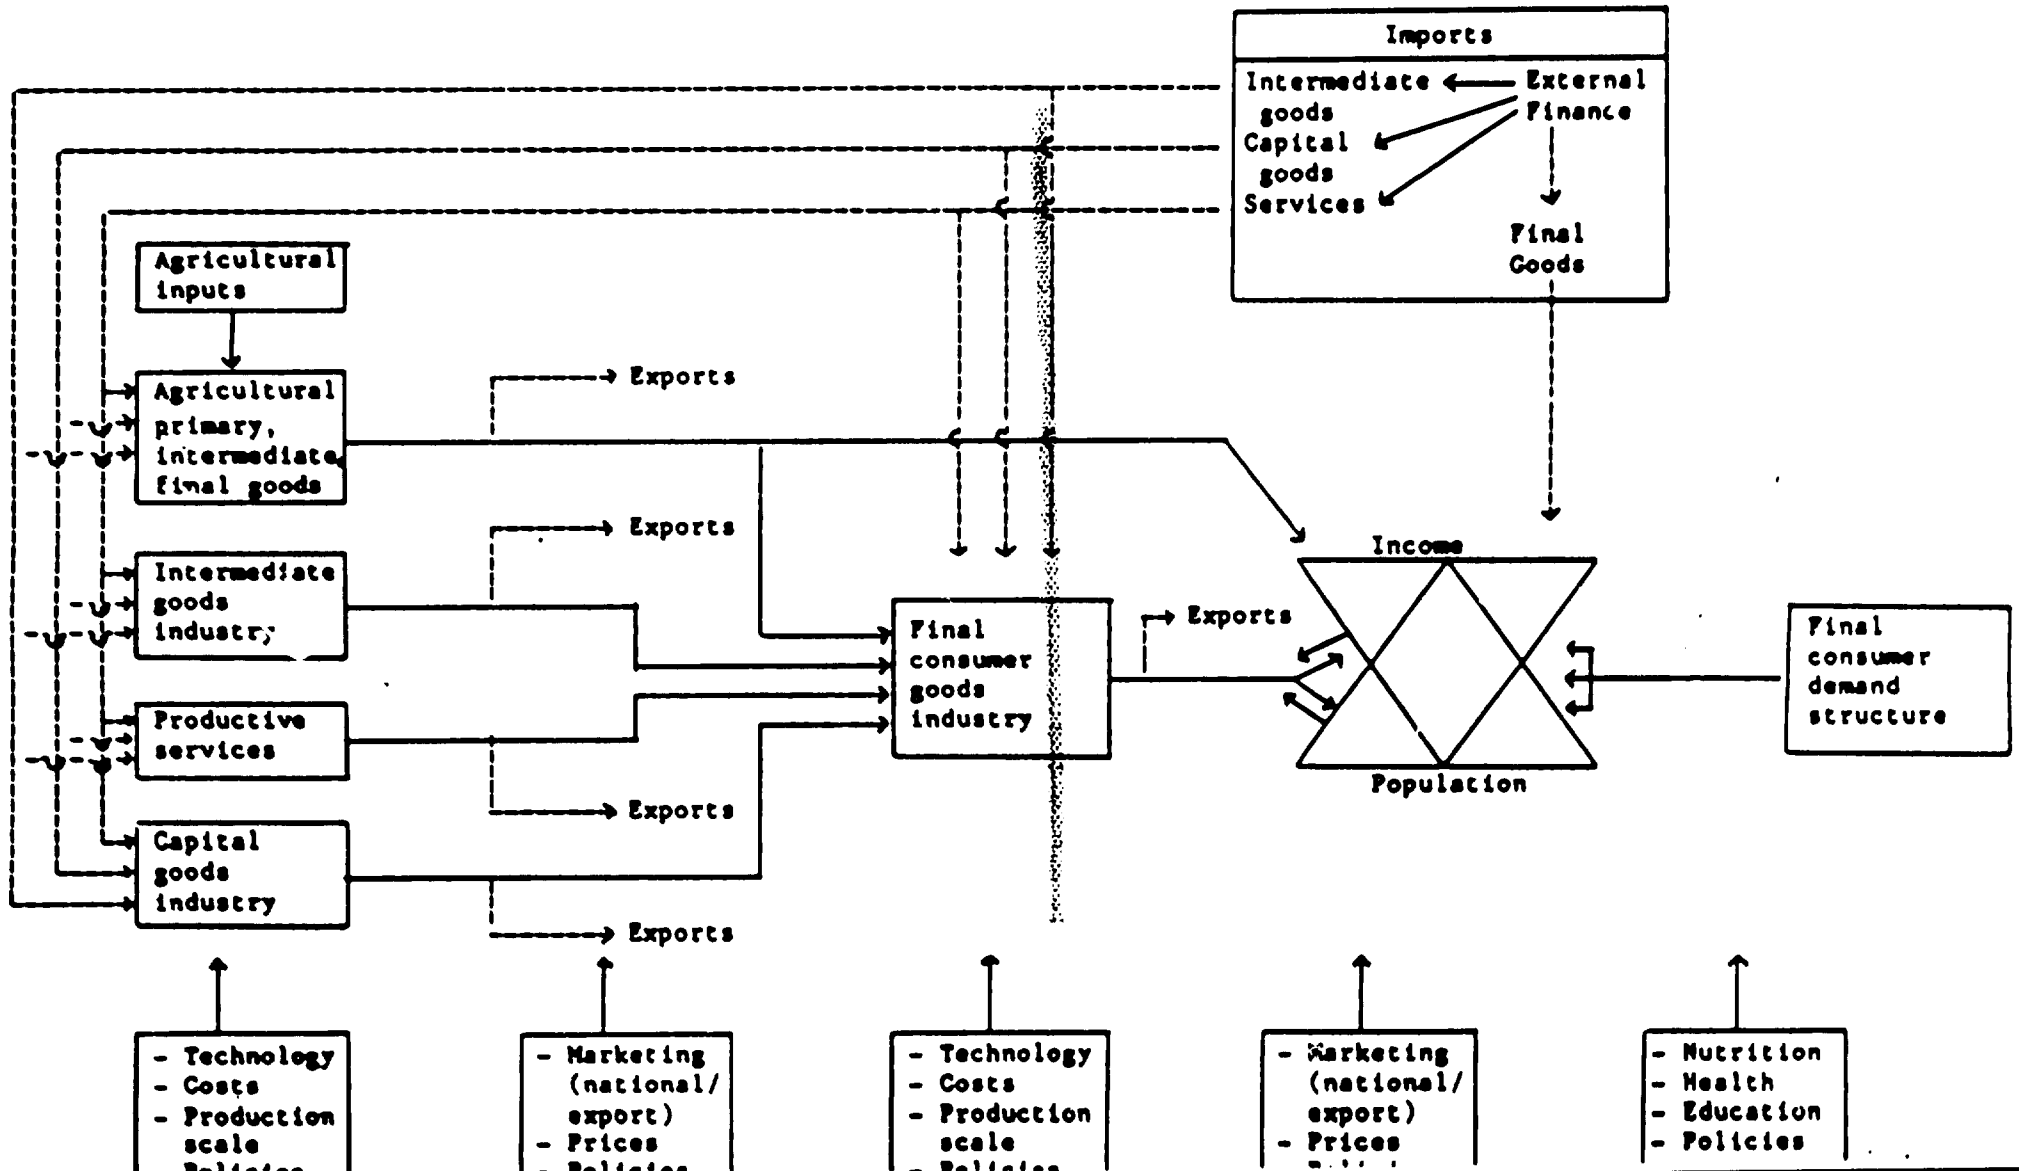 Imports
Intermediate
goods
External
Finance
Capital
goods
Services
Final
Goods
Agricultural
inputs
Agricultural
primary,
intermediate
final goods
Exports
Intermediate
goods
industry
Exports
Productive
services
Exports
Capital
goods
industry
Exports
Final
consumer
goods
industry
Exports
Income
Population
Final
consumer
demand
structure
- Technology
- Costs
- Production
scale
- Policies
- Marketing
(national/
export)
- Prices
- Policies
- Technology
- Costs
- Production
scale
- Policies
- Marketing
(national/
export)
- Prices
- Nutrition
- Health
- Education
- Policies